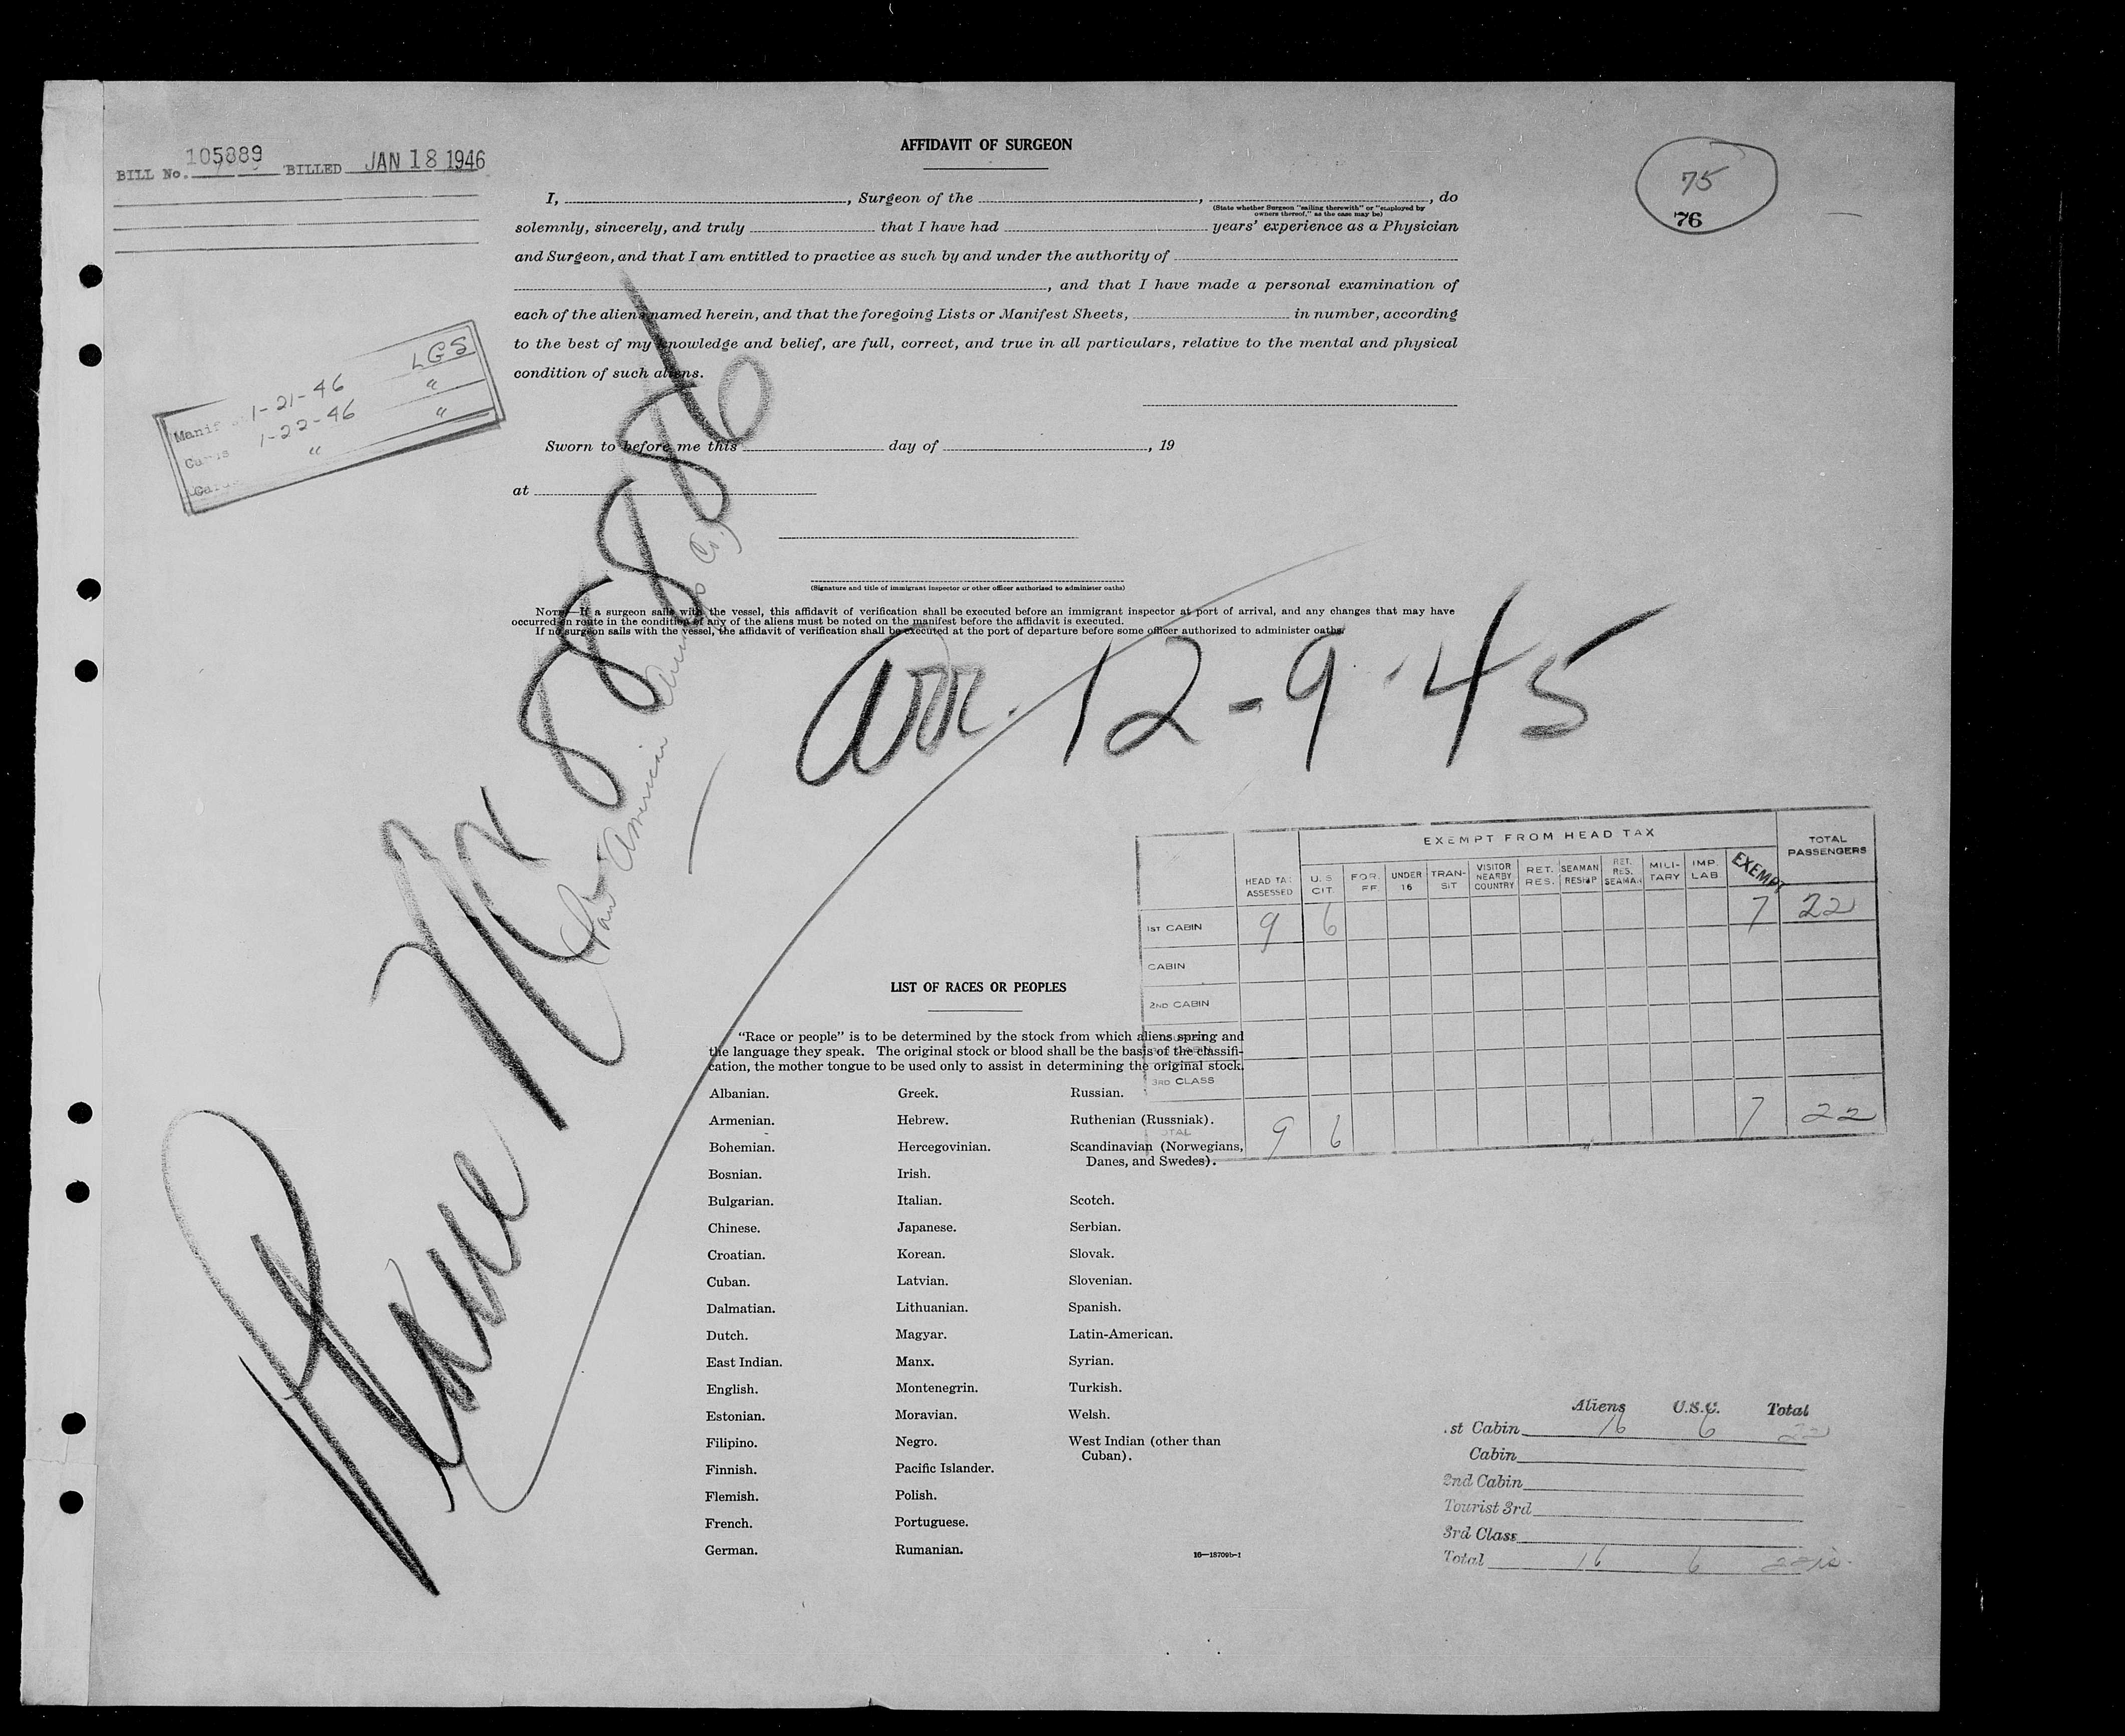 BILL No. 105889 BILLED JAN 18 1946
AFFIDAVIT OF SURGEON
75
76
I, , Surgeon of the , , do
(State whether Surgeon "sailing therewith" or "employed by
owners thereof," as the case may be)
solemnly, sincerely, and truly that I have had years' experience as a Physician
and Surgeon, and that I am entitled to practice as such by and under the authority of
, and that I have made a personal examination of
each of the aliens named herein, and that the foregoing Lists or Manifest Sheets, in number, according
to the best of my knowledge and belief, are full, correct, and true in all particulars, relative to the mental and physical
condition of such aliens.
Manif 1-21-46 LGS
1-22-46 "
" "
Sworn to before me this day of , 19
at
(Signature and title of immigrant inspector or other officer authorized to administer oaths)
NOTE—If a surgeon sails with the vessel, this affidavit of verification shall be executed before an immigrant inspector at port of arrival, and any changes that may have
occurred en route in the condition of any of the aliens must be noted on the manifest before the affidavit is executed.
If no surgeon sails with the vessel, the affidavit of verification shall be executed at the port of departure before some officer authorized to administer oaths.
Plane NC 88886
(Pan American Co.)
Arr. 12-9-45
EXEMPT FROM HEAD TAX
HEAD TAX ASSESSED U.S. CIT. FOR. FF UNDER 16 TRAN-SIT VISITOR NEARBY COUNTRY RET. RES. SEAMAN RESHIP RET. RES. SEAMAN MILI-TARY IMP. LAB. EXEMPT TOTAL PASSENGERS
1ST CABIN 9 6 7 22
CABIN
2ND CABIN
3RD CLASS
TOTAL 9 6 7 22
LIST OF RACES OR PEOPLES
"Race or people" is to be determined by the stock from which aliens spring and
the language they speak. The original stock or blood shall be the basis of the classifi-
cation, the mother tongue to be used only to assist in determining the original stock.
Albanian.
Armenian.
Bohemian.
Bosnian.
Bulgarian.
Chinese.
Croatian.
Cuban.
Dalmatian.
Dutch.
East Indian.
English.
Estonian.
Filipino.
Finnish.
Flemish.
French.
German.
Greek.
Hebrew.
Hercegovinian.
Irish.
Italian.
Japanese.
Korean.
Latvian.
Lithuanian.
Magyar.
Manx.
Montenegrin.
Moravian.
Negro.
Pacific Islander.
Polish.
Portuguese.
Rumanian.
Russian.
Ruthenian (Russniak).
Scandinavian (Norwegians,
Danes, and Swedes).
Scotch.
Serbian.
Slovak.
Slovenian.
Spanish.
Latin-American.
Syrian.
Turkish.
Welsh.
West Indian (other than
Cuban).
16—18709b-1
Aliens U.S.C. Total
1st Cabin 16 6 22
Cabin
2nd Cabin
Tourist 3rd
3rd Class
Total 16 6 22